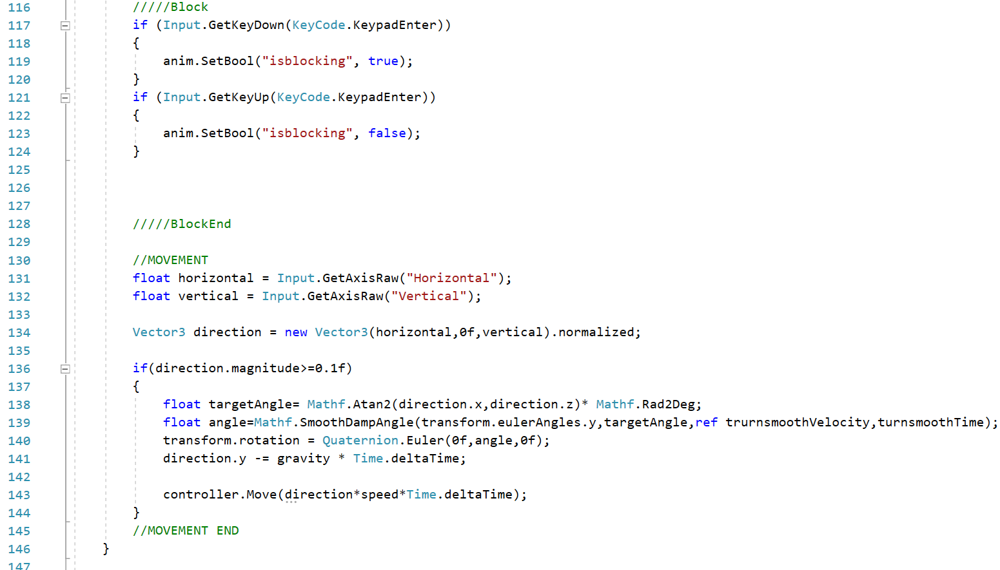 116 /////Block
117 if (Input.GetKeyDown(KeyCode.KeypadEnter))
118 {
119 anim.SetBool("isblocking", true);
120 }
121 if (Input.GetKeyUp(KeyCode.KeypadEnter))
122 {
123 anim.SetBool("isblocking", false);
124 }
125
126
127
128 /////BlockEnd
129
130 //MOVEMENT
131 float horizontal = Input.GetAxisRaw("Horizontal");
132 float vertical = Input.GetAxisRaw("Vertical");
133
134 Vector3 direction = new Vector3(horizontal,0f,vertical).normalized;
135
136 if(direction.magnitude>=0.1f)
137 {
138 float targetAngle= Mathf.Atan2(direction.x,direction.z)* Mathf.Rad2Deg;
139 float angle=Mathf.SmoothDampAngle(transform.eulerAngles.y,targetAngle,ref trurnsmoothVelocity,turnsmoothTime);
140 transform.rotation = Quaternion.Euler(0f,angle,0f);
141 direction.y -= gravity * Time.deltaTime;
142
143 controller.Move(direction*speed*Time.deltaTime);
144 }
145 //MOVEMENT END
146 }
147